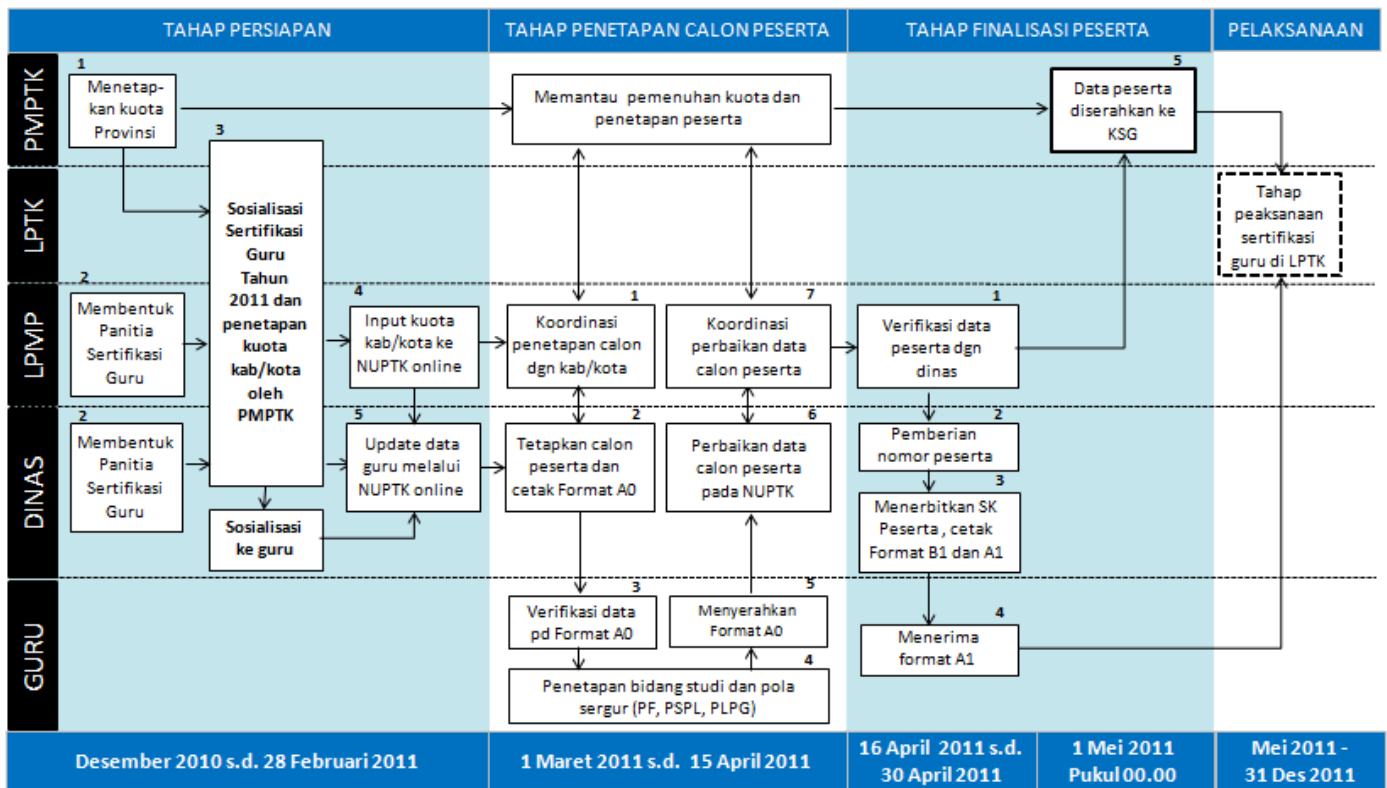 TAHAP PERSIAPAN
TAHAP PENETAPAN CALON PESERTA
TAHAP FINALISASI PESERTA
PELAKSANAAN
PMPTK
1
Menetap-
kan kuota
Provinsi
Memantau pemenuhan kuota dan
penetapan peserta
5
Data peserta
diserahkan ke
KSG
3
Sosialisasi
Sertifikasi
Guru
Tahun
2011 dan
penetapan
kuota
kab/kota
oleh
PMPTK
LPTK
Tahap
peaksanaan
sertifikasi
guru di LPTK
LPMP
2
Membentuk
Panitia
Sertifikasi
Guru
4
Input kuota
kab/kota ke
NUPTK online
1
Koordinasi
penetapan calon
dgn kab/kota
7
Koordinasi
perbaikan data
calon peserta
1
Verifikasi data
peserta dgn
dinas
DINAS
2
Membentuk
Panitia
Sertifikasi
Guru
5
Update data
guru melalui
NUPTK online
2
Tetapkan calon
peserta dan
cetak Format A0
6
Perbaikan data
calon peserta
pada NUPTK
2
Pemberian
nomor peserta
3
Menerbitkan SK
Peserta , cetak
Format B1 dan A1
Sosialisasi
ke guru
GURU
3
Verifikasi data
pd Format A0
5
Menyerahkan
Format A0
4
Menerima
format A1
4
Penetapan bidang studi dan pola
sergur (PF, PSPL, PLPG)
Desember 2010 s.d. 28 Februari 2011
1 Maret 2011 s.d. 15 April 2011
16 April 2011 s.d.
30 April 2011
1 Mei 2011
Pukul 00.00
Mei 2011 -
31 Des 2011